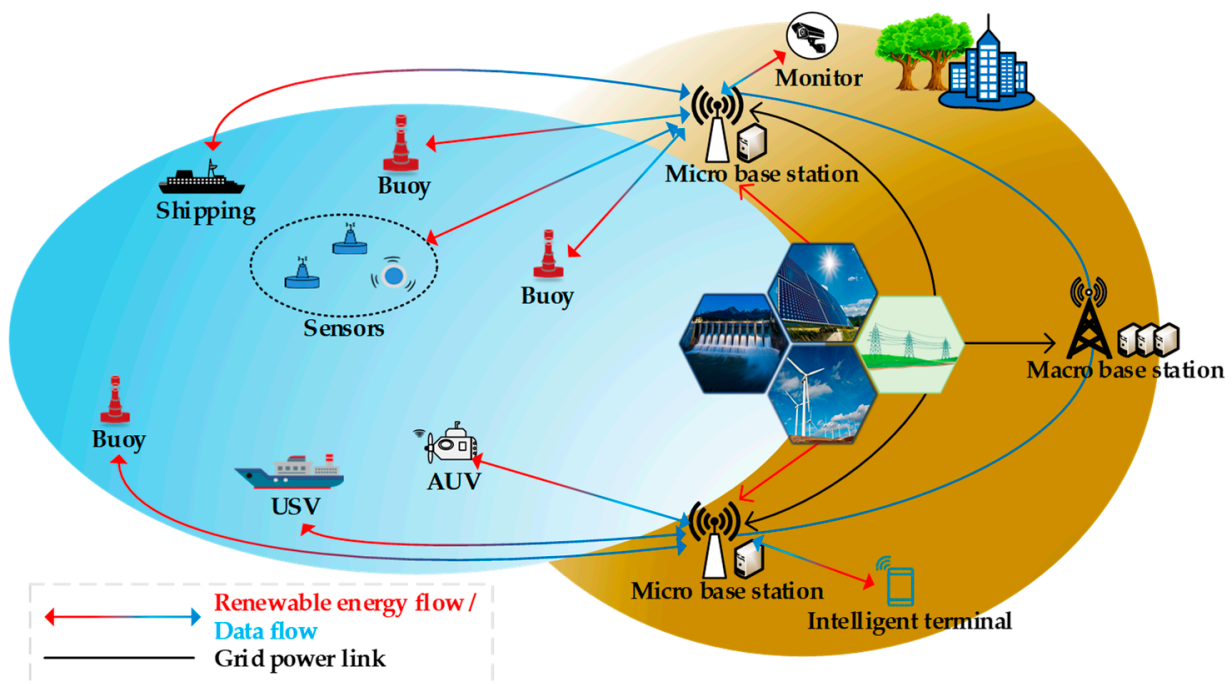 Monitor
Micro base station
Buoy
Shipping
Buoy
Sensors
Macro base station
Buoy
AUV
USV
Micro base station
Intelligent terminal
Renewable energy flow /
Data flow
Grid power link